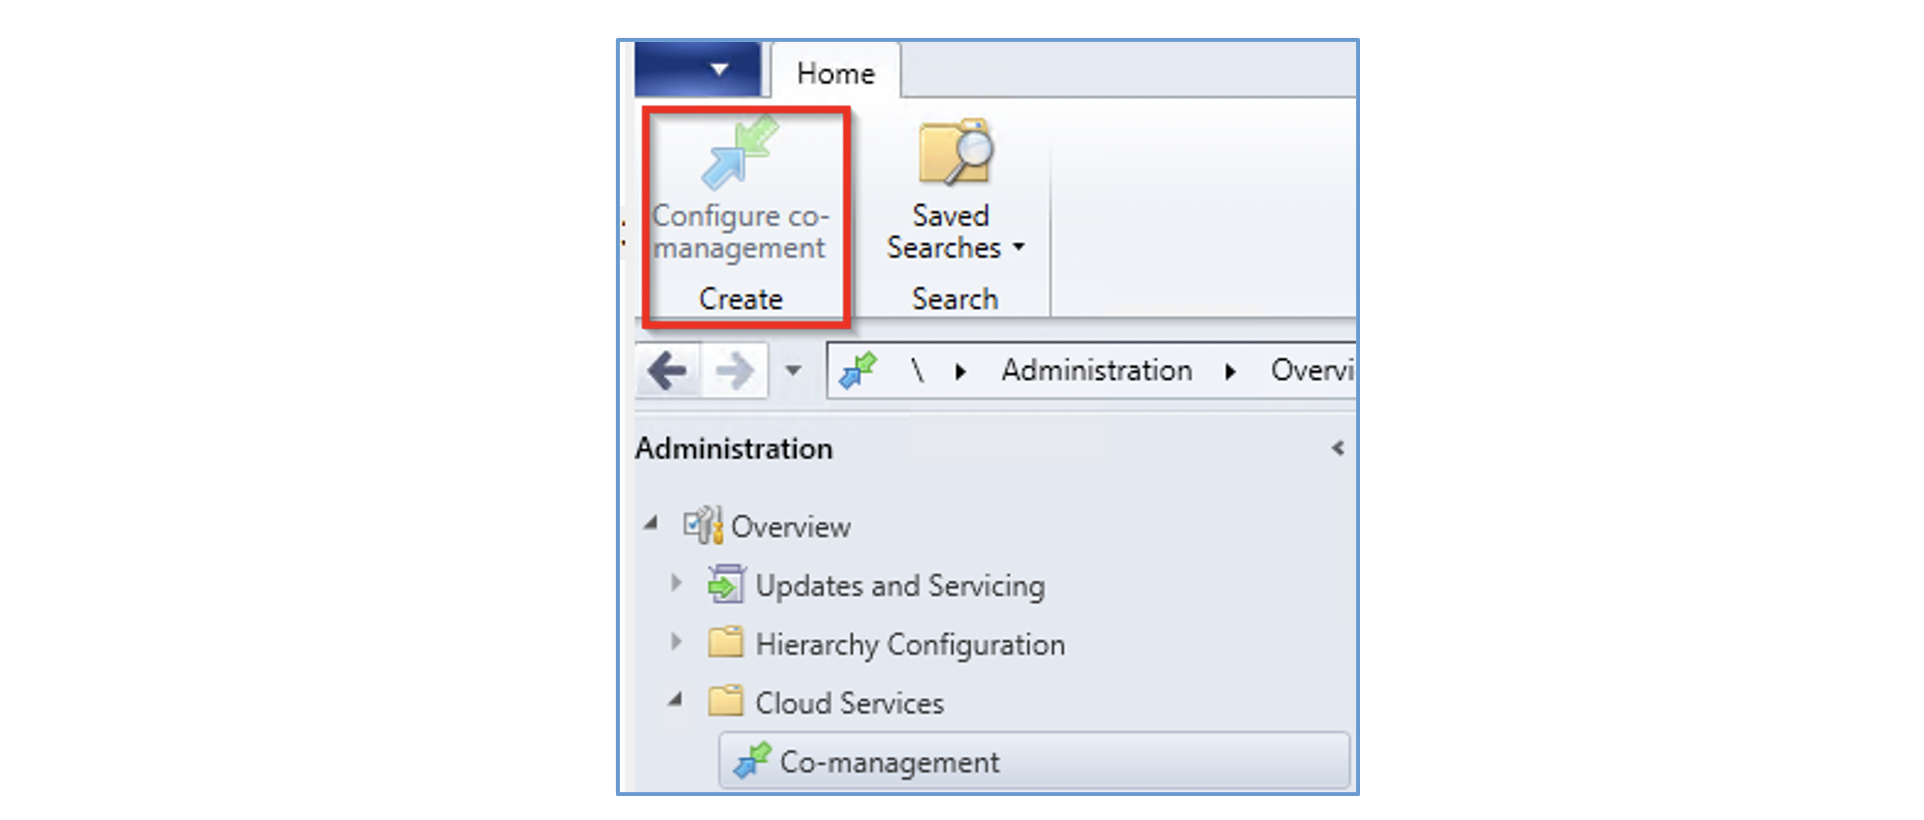 Home
Configure co-
management
Create
Saved
Searches
Search
\ Administration Overvi
Administration
Overview
Updates and Servicing
Hierarchy Configuration
Cloud Services
Co-management